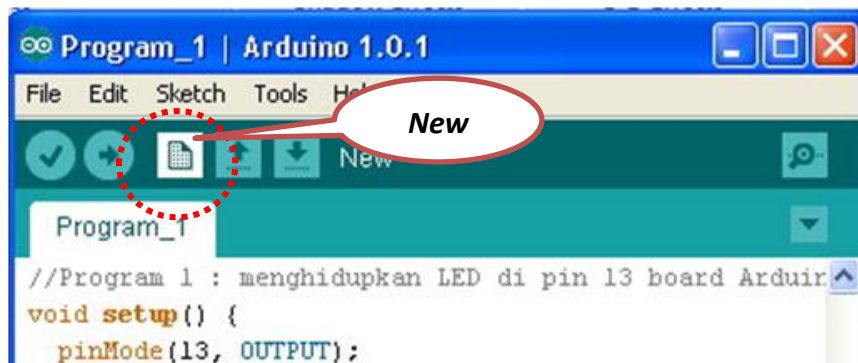 Program_1 | Arduino 1.0.1
File Edit Sketch Tools
New
New
Program_1
//Program 1 : menghidupkan LED di pin 13 board Arduir
void setup() {
pinMode(13, OUTPUT);